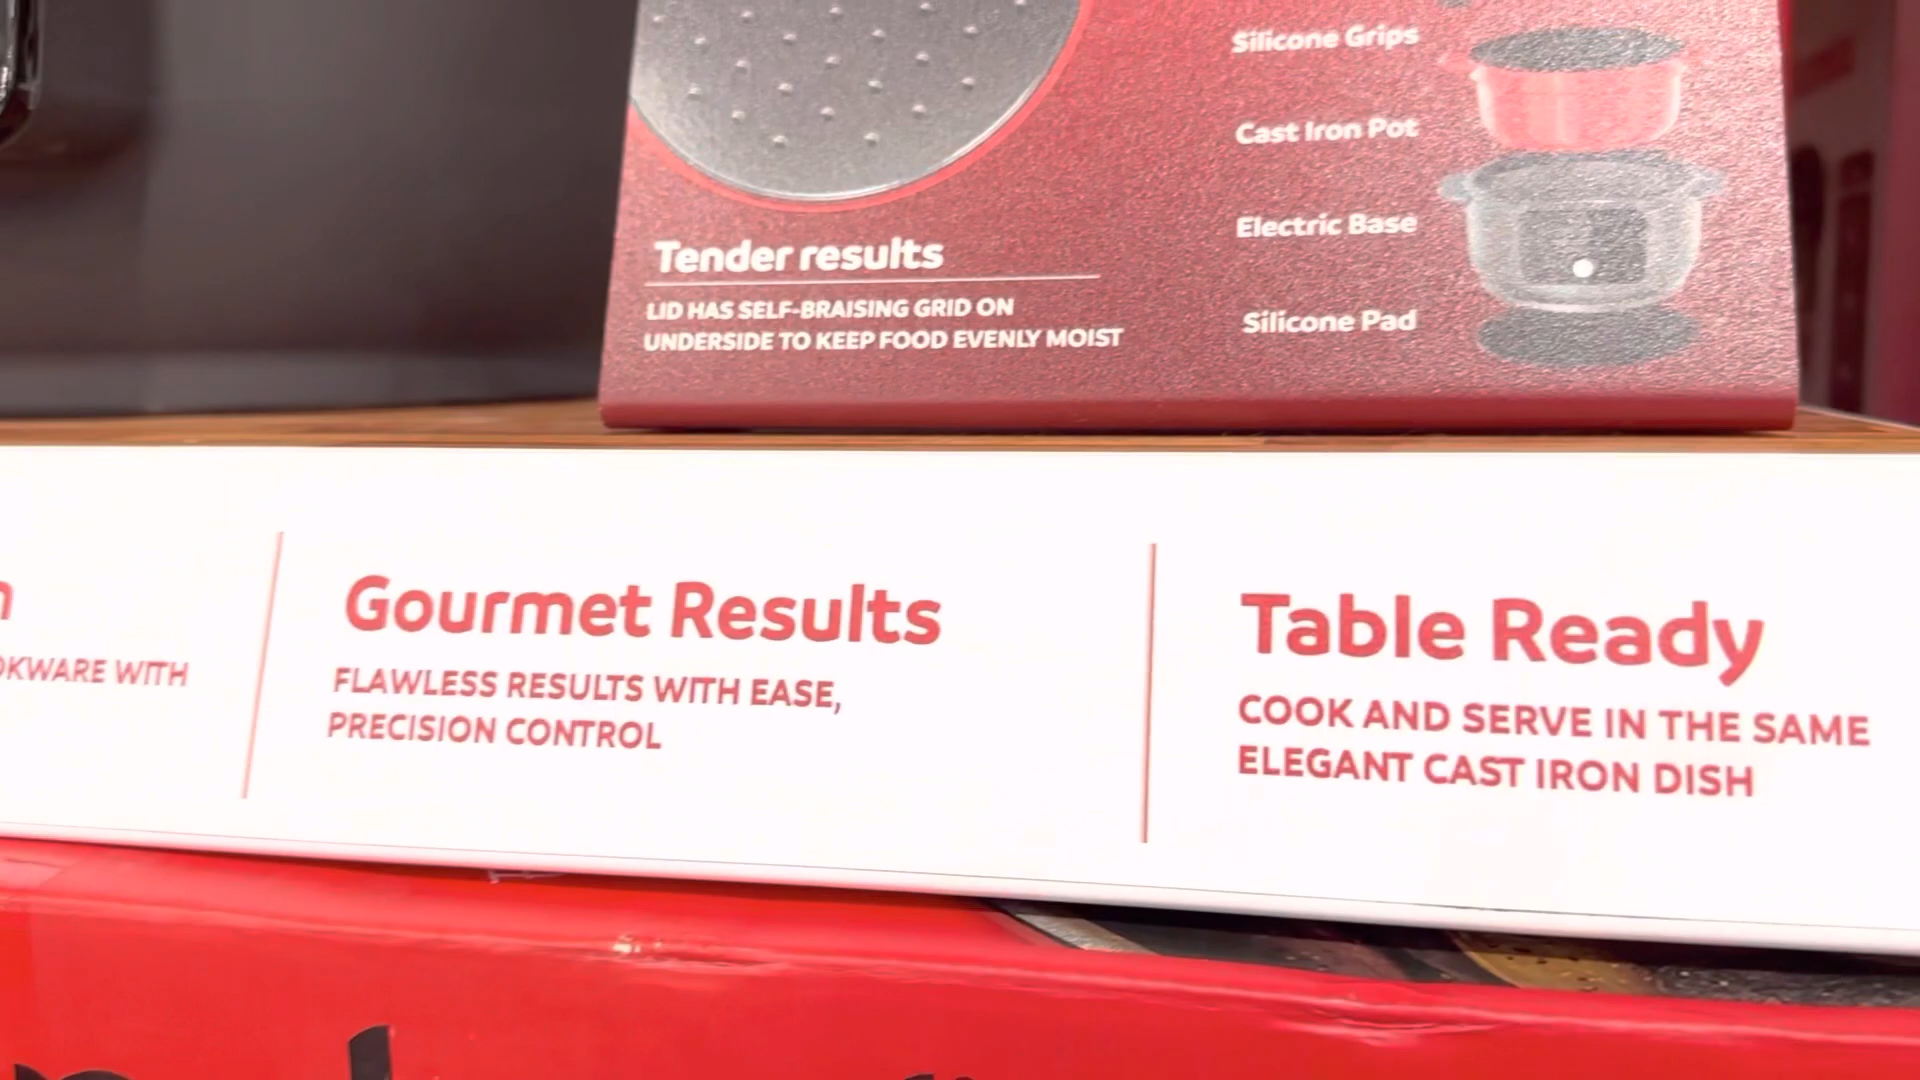 Silicone Grips
Cast Iron Pot
Electric Base
Silicone Pad
Tender results
LID HAS SELF-BRAISING GRID ON
UNDERSIDE TO KEEP FOOD EVENLY MOIST
WITH
Gourmet Results
FLAWLESS RESULTS WITH EASE,
PRECISION CONTROL
Table Ready
COOK AND SERVE IN THE SAME
ELEGANT CAST IRON DISH